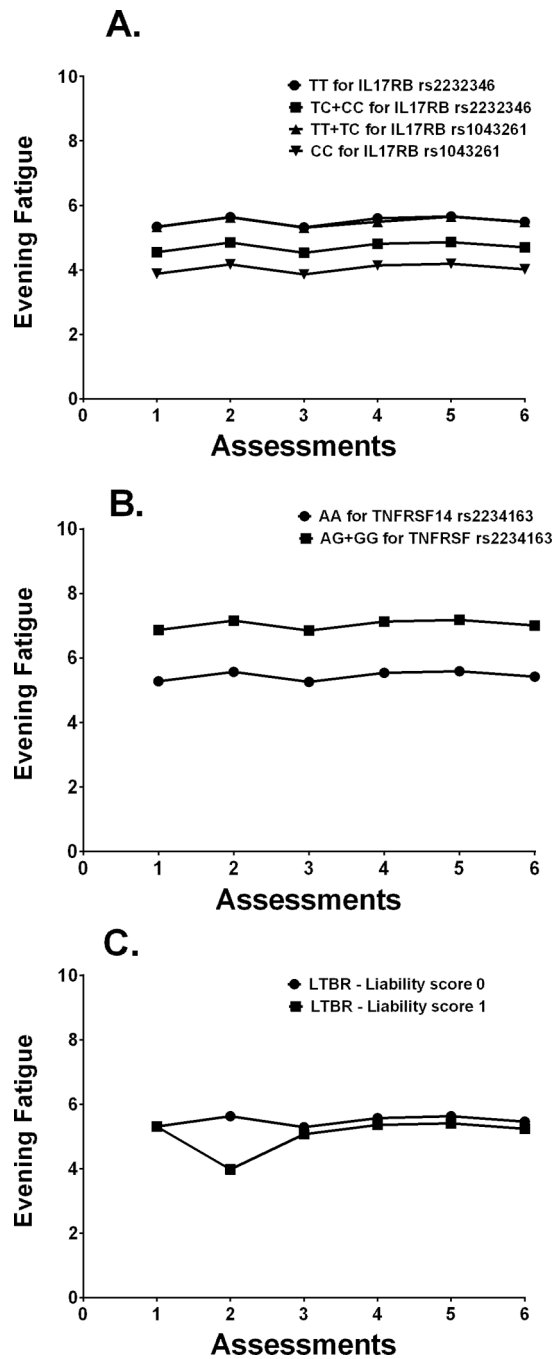 A.
10
8
6
4
2
0
Evening Fatigue
TT for IL17RB rs2232346
TC+CC for IL17RB rs2232346
TT+TC for IL17RB rs1043261
CC for IL17RB rs1043261
0 1 2 3 4 5 6
Assessments
B.
10
8
6
4
2
0
Evening Fatigue
AA for TNFRSF14 rs2234163
AG+GG for TNFRSF rs2234163
0 1 2 3 4 5 6
Assessments
C.
10
8
6
4
2
0
Evening Fatigue
LTBR - Liability score 0
LTBR - Liability score 1
0 1 2 3 4 5 6
Assessments